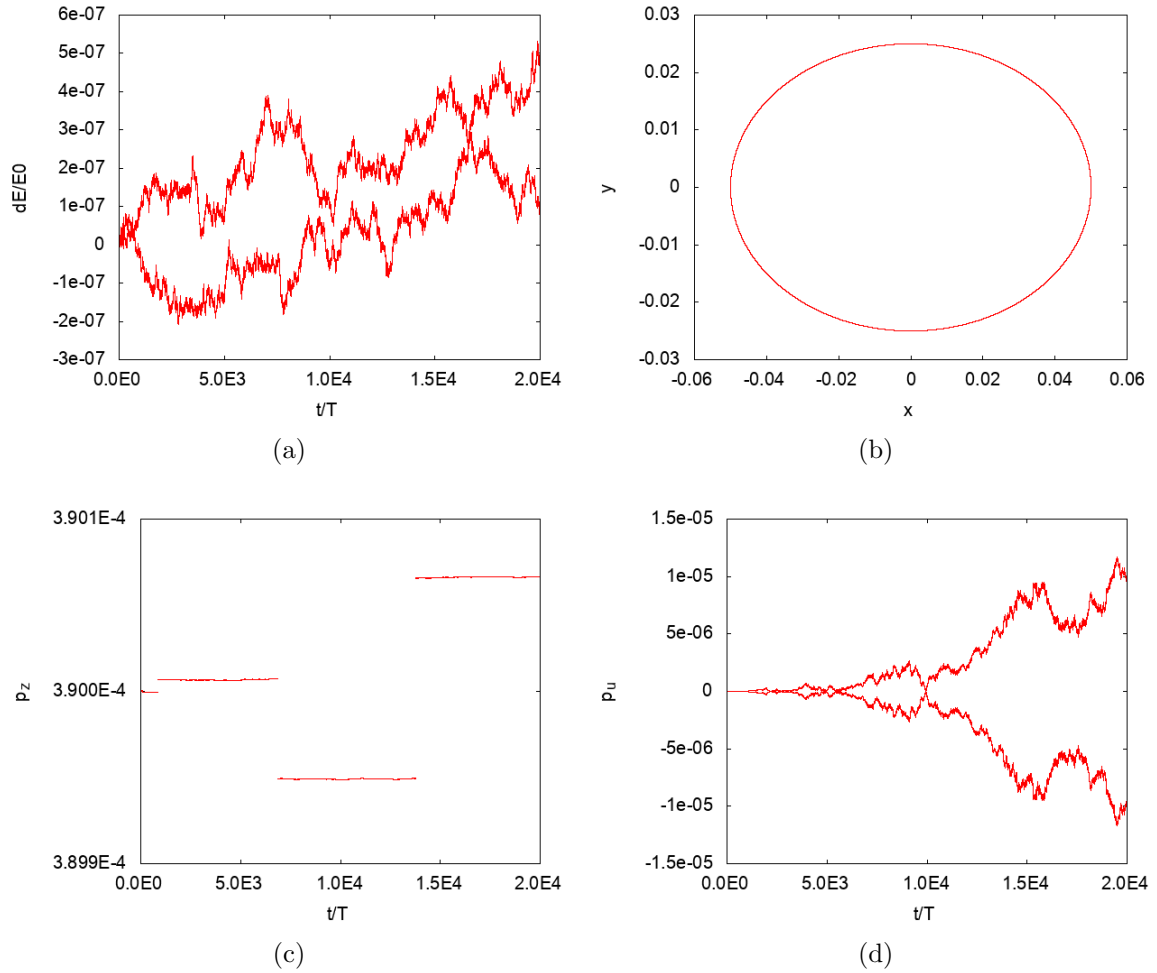 6e-07
5e-07
4e-07
3e-07
2e-07
1e-07
0
-1e-07
-2e-07
-3e-07
dE/E0
0.0E0 5.0E3 1.0E4 1.5E4 2.0E4
t/T
(a)
0.03
0.02
0.01
0
-0.01
-0.02
-0.03
y
-0.06 -0.04 -0.02 0 0.02 0.04 0.06
x
(b)
3.901E-4
3.900E-4
3.899E-4
pz
0.0E0 5.0E3 1.0E4 1.5E4 2.0E4
t/T
(c)
1.5e-05
1e-05
5e-06
0
-5e-06
-1e-05
-1.5e-05
pu
0.0E0 5.0E3 1.0E4 1.5E4 2.0E4
t/T
(d)